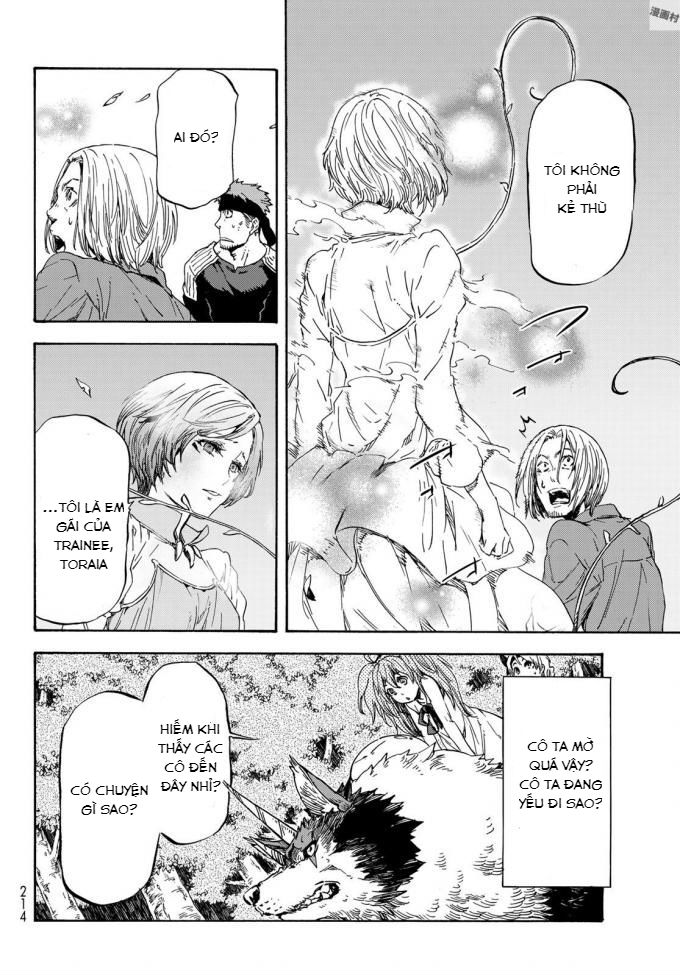 漫画村
TÔI KHÔNG
PHẢI
KẺ THÙ
AI ĐÓ?
...TÔI LÀ EM
GÁI CỦA
TRAINEE,
TORAIA
CÔ TA MỜ
QUÁ VẬY?
CÔ TA ĐANG
YẾU ĐI SAO?
HIẾM KHI
THẤY CÁC
CÔ ĐẾN
ĐÂY NHỈ?
CÓ CHUYỆN
GÌ SAO?
214